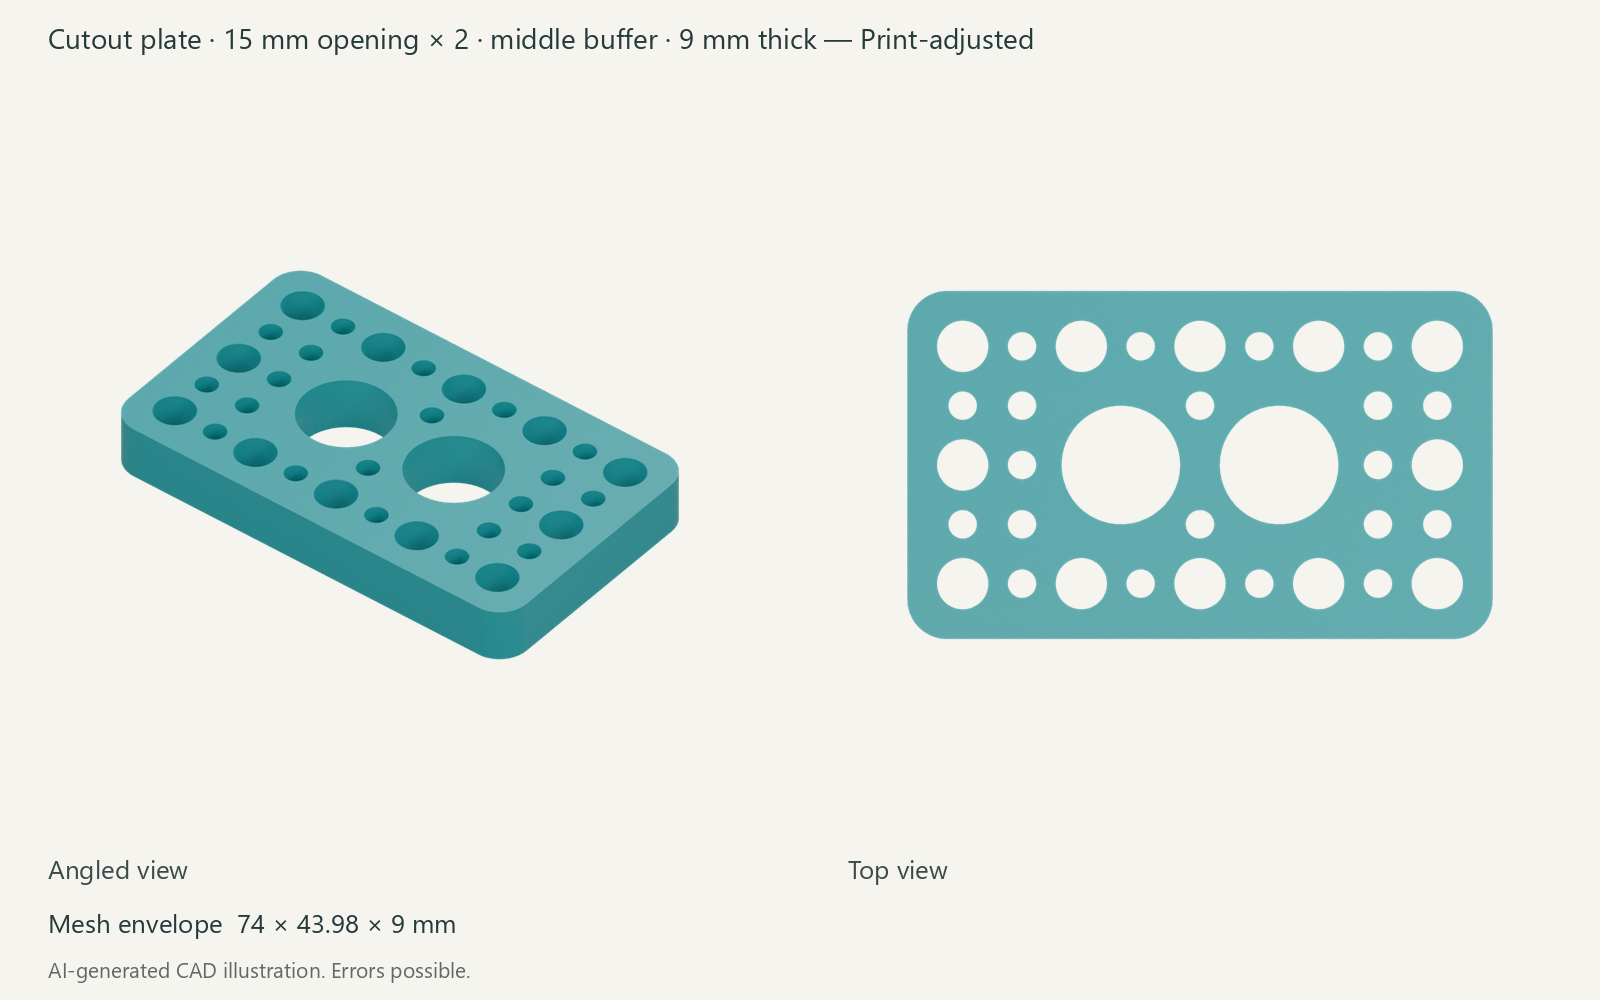 Cutout plate · 15 mm opening × 2 · middle buffer · 9 mm thick — Print-adjusted
Angled view
Top view
Mesh envelope 74 × 43.98 × 9 mm
AI-generated CAD illustration. Errors possible.